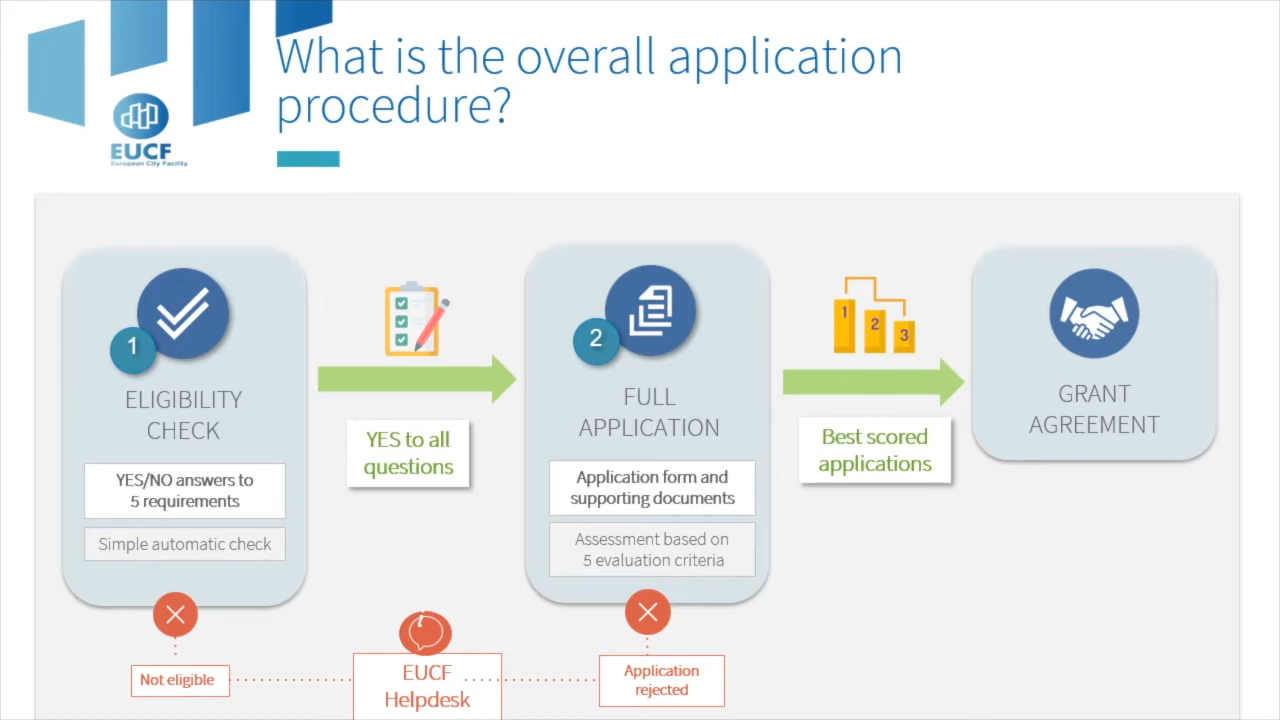 What is the overall application
procedure?
EUCF
European City Facility
1
ELIGIBILITY
CHECK
YES/NO answers to
5 requirements
Simple automatic check
YES to all
questions
2
FULL
APPLICATION
Application form and
supporting documents
Assessment based on
5 evaluation criteria
1
2
3
Best scored
applications
GRANT
AGREEMENT
Not eligible
EUCF
Helpdesk
Application
rejected